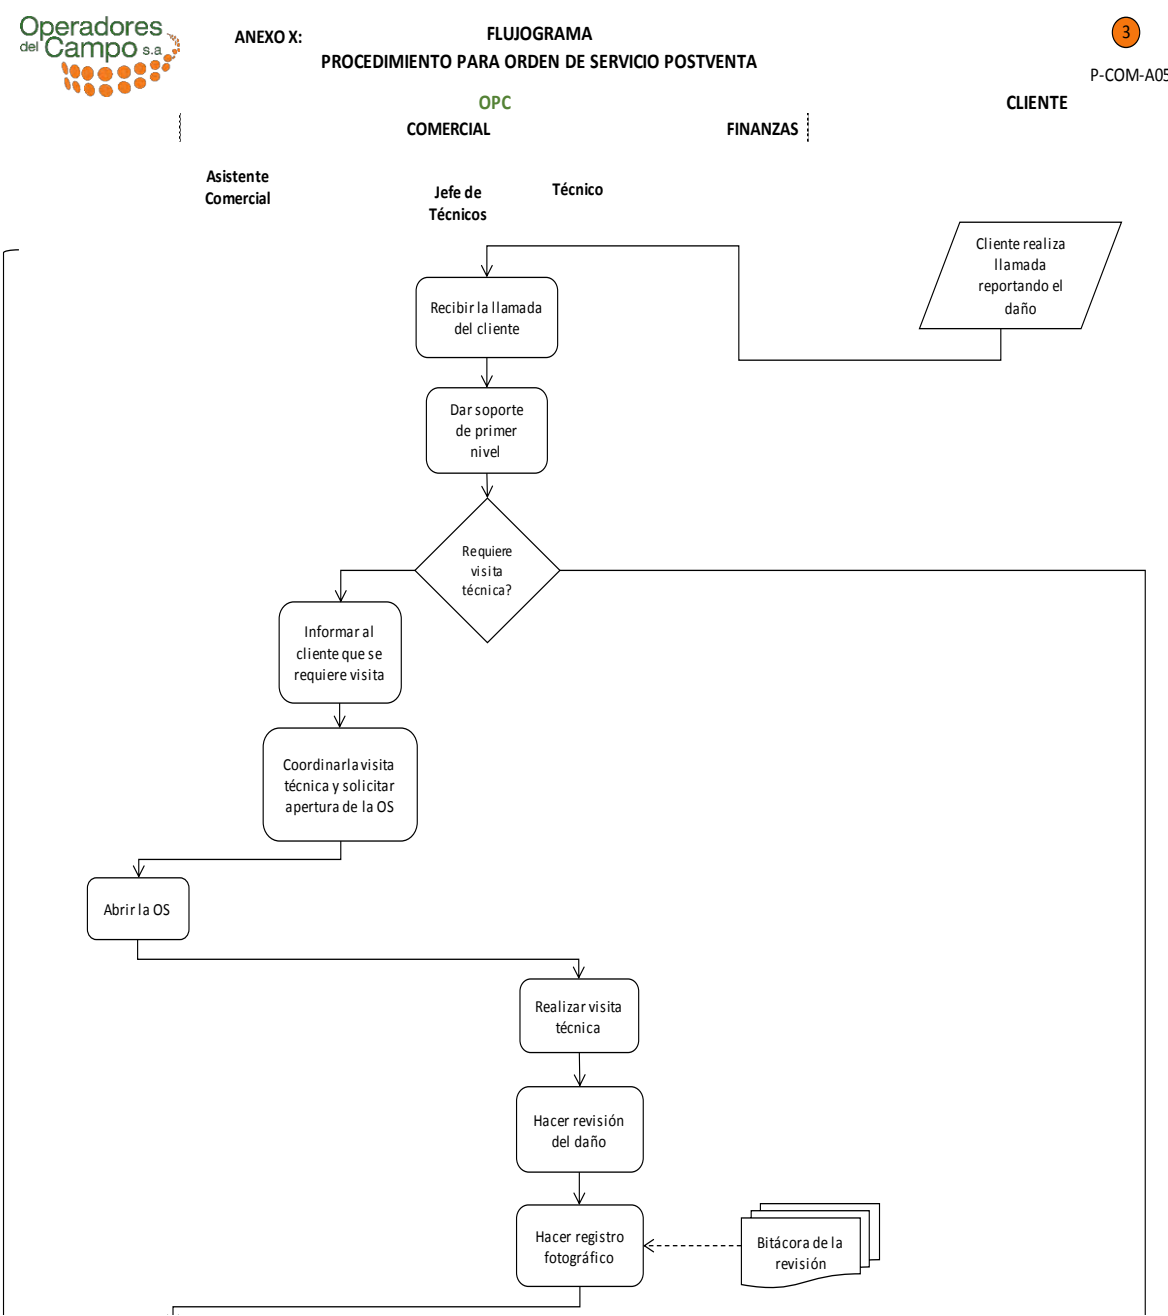 Operadores
del Campo s.a
ANEXO X:
FLUJOGRAMA
PROCEDIMIENTO PARA ORDEN DE SERVICIO POSTVENTA
3
P-COM-A05
OPC
CLIENTE
COMERCIAL
FINANZAS
Asistente
Comercial
Jefe de
Técnicos
Técnico
Cliente realiza
llamada
reportando el
daño
Recibir la llamada
del cliente
Dar soporte
de primer
nivel
Requiere
visita
técnica?
Informar al
cliente que se
requiere visita
Coordinar la visita
técnica y solicitar
apertura de la OS
Abrir la OS
Realizar visita
técnica
Hacer revisión
del daño
Hacer registro
fotográfico
Bitácora de la
revisión